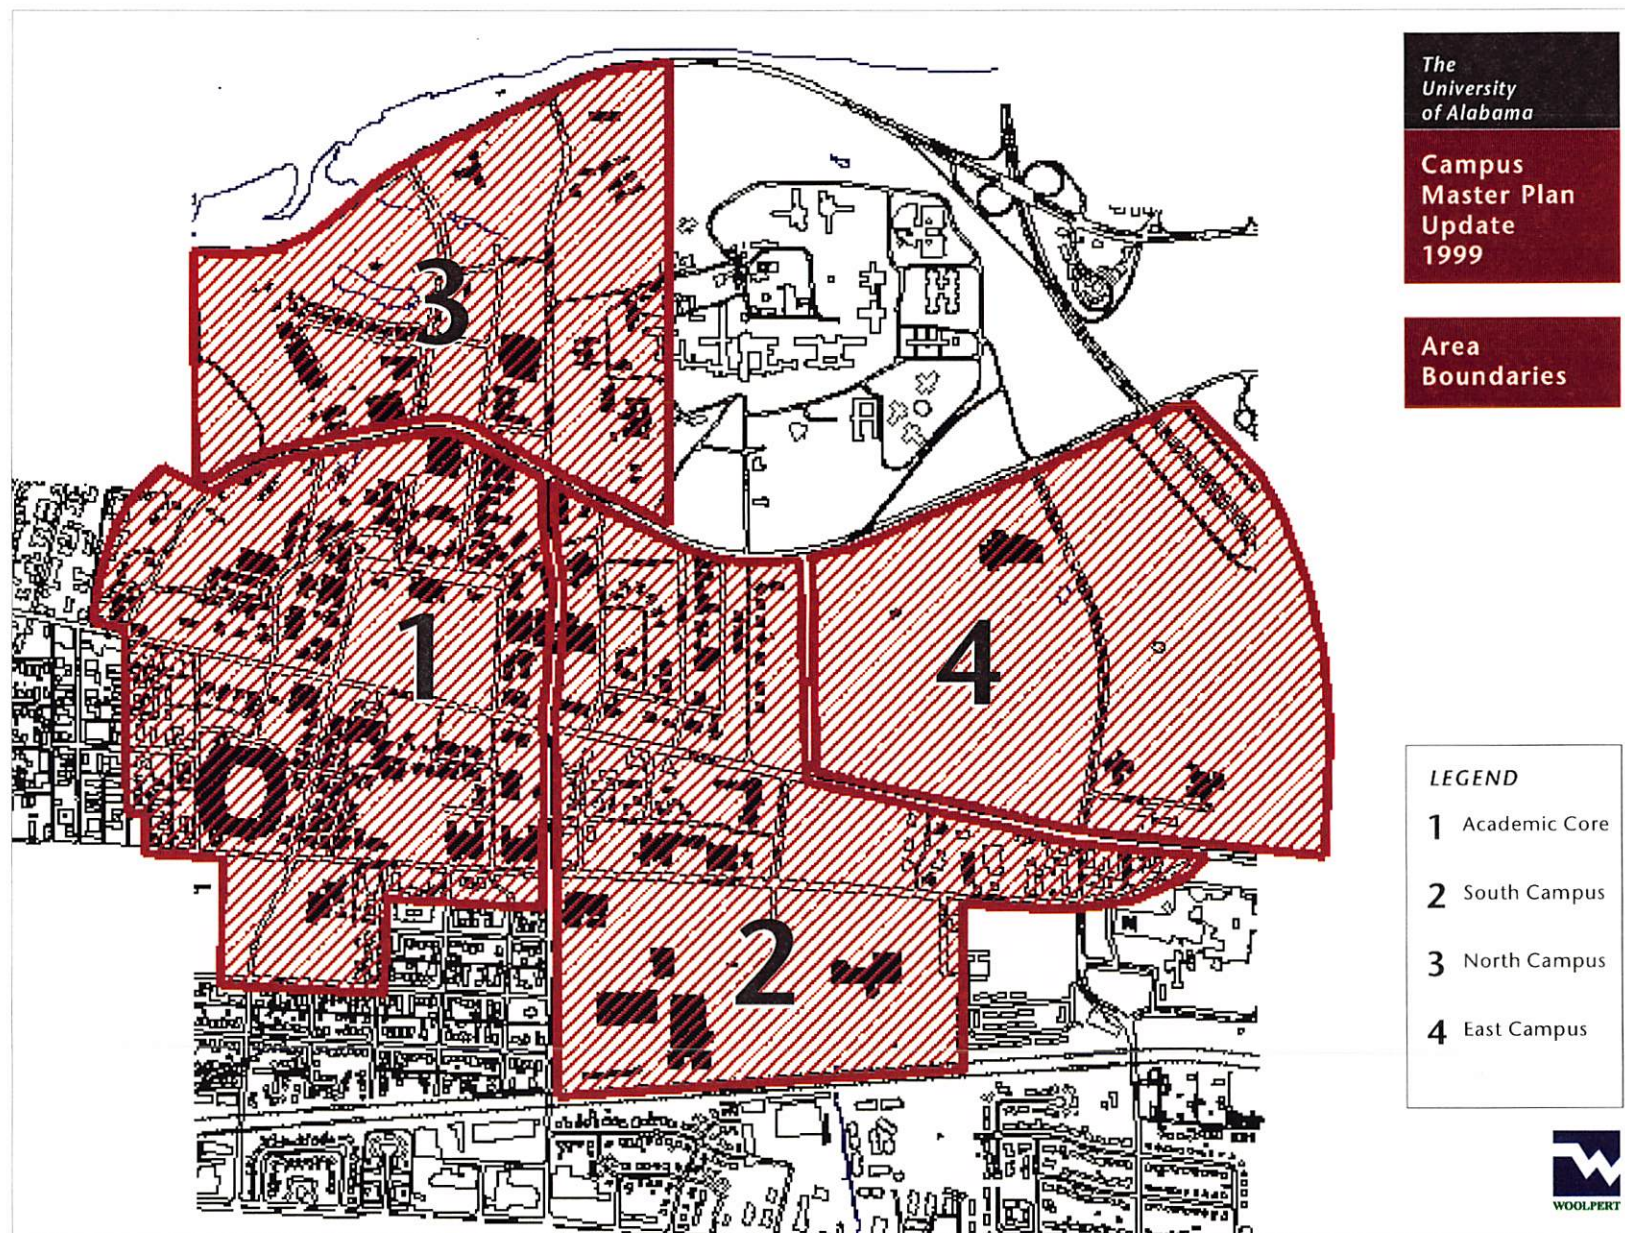 The
University
of Alabama
Campus
Master Plan
Update
1999
Area
Boundaries
3
1
4
2
LEGEND
1 Academic Core
2 South Campus
3 North Campus
4 East Campus
WOOLPERT